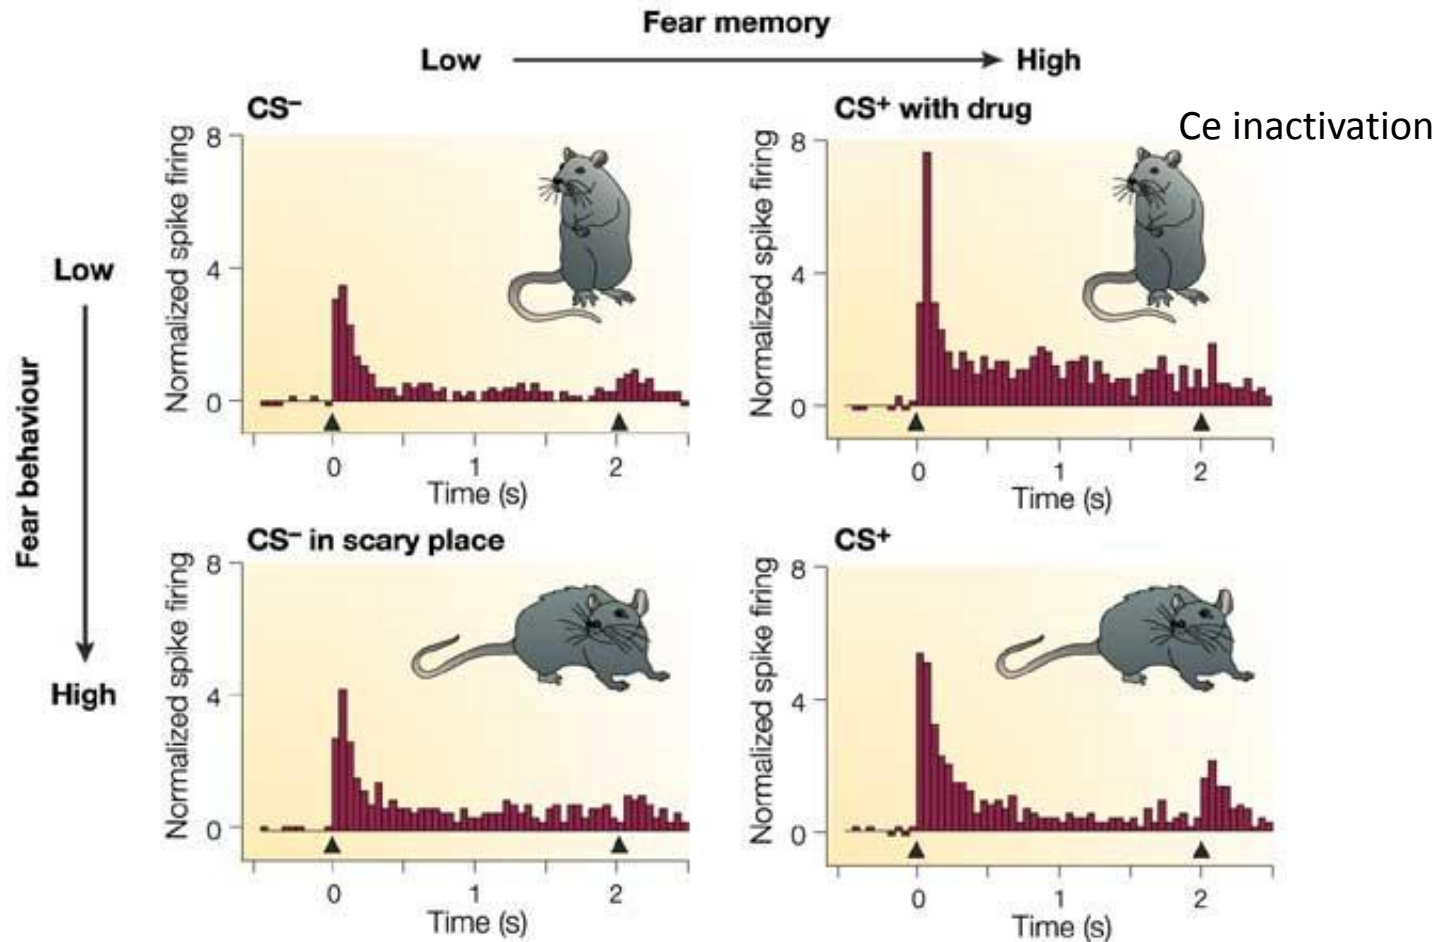 Fear memory
Low High
CS– CS+ with drug
Ce inactivation
Normalized spike firing
8
4
0
0 1 2
Time (s)
Normalized spike firing
8
4
0
0 1 2
Time (s)
Fear behaviour
Low
High
CS– in scary place CS+
Normalized spike firing
8
4
0
0 1 2
Time (s)
Normalized spike firing
8
4
0
0 1 2
Time (s)